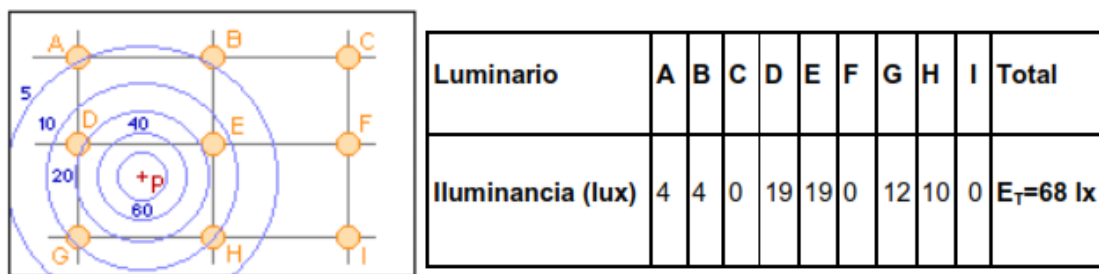 A B C
5
10 D 40 E F
20 +p
60
G H I
Luminario A B C D E F G H I Total
Iluminancia (lux) 4 4 0 19 19 0 12 10 0 E_T=68 lx